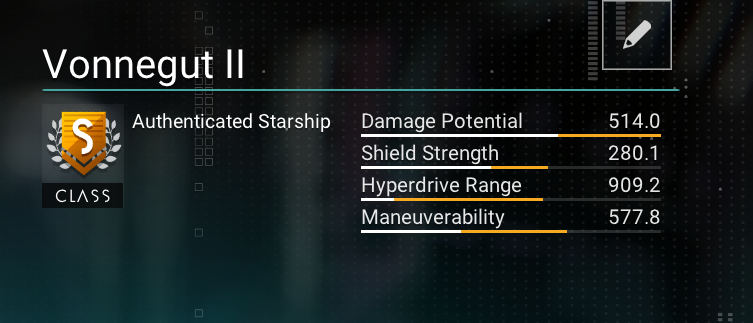 Vonnegut II
S
CLASS
Authenticated Starship
Damage Potential 514.0
Shield Strength 280.1
Hyperdrive Range 909.2
Maneuverability 577.8